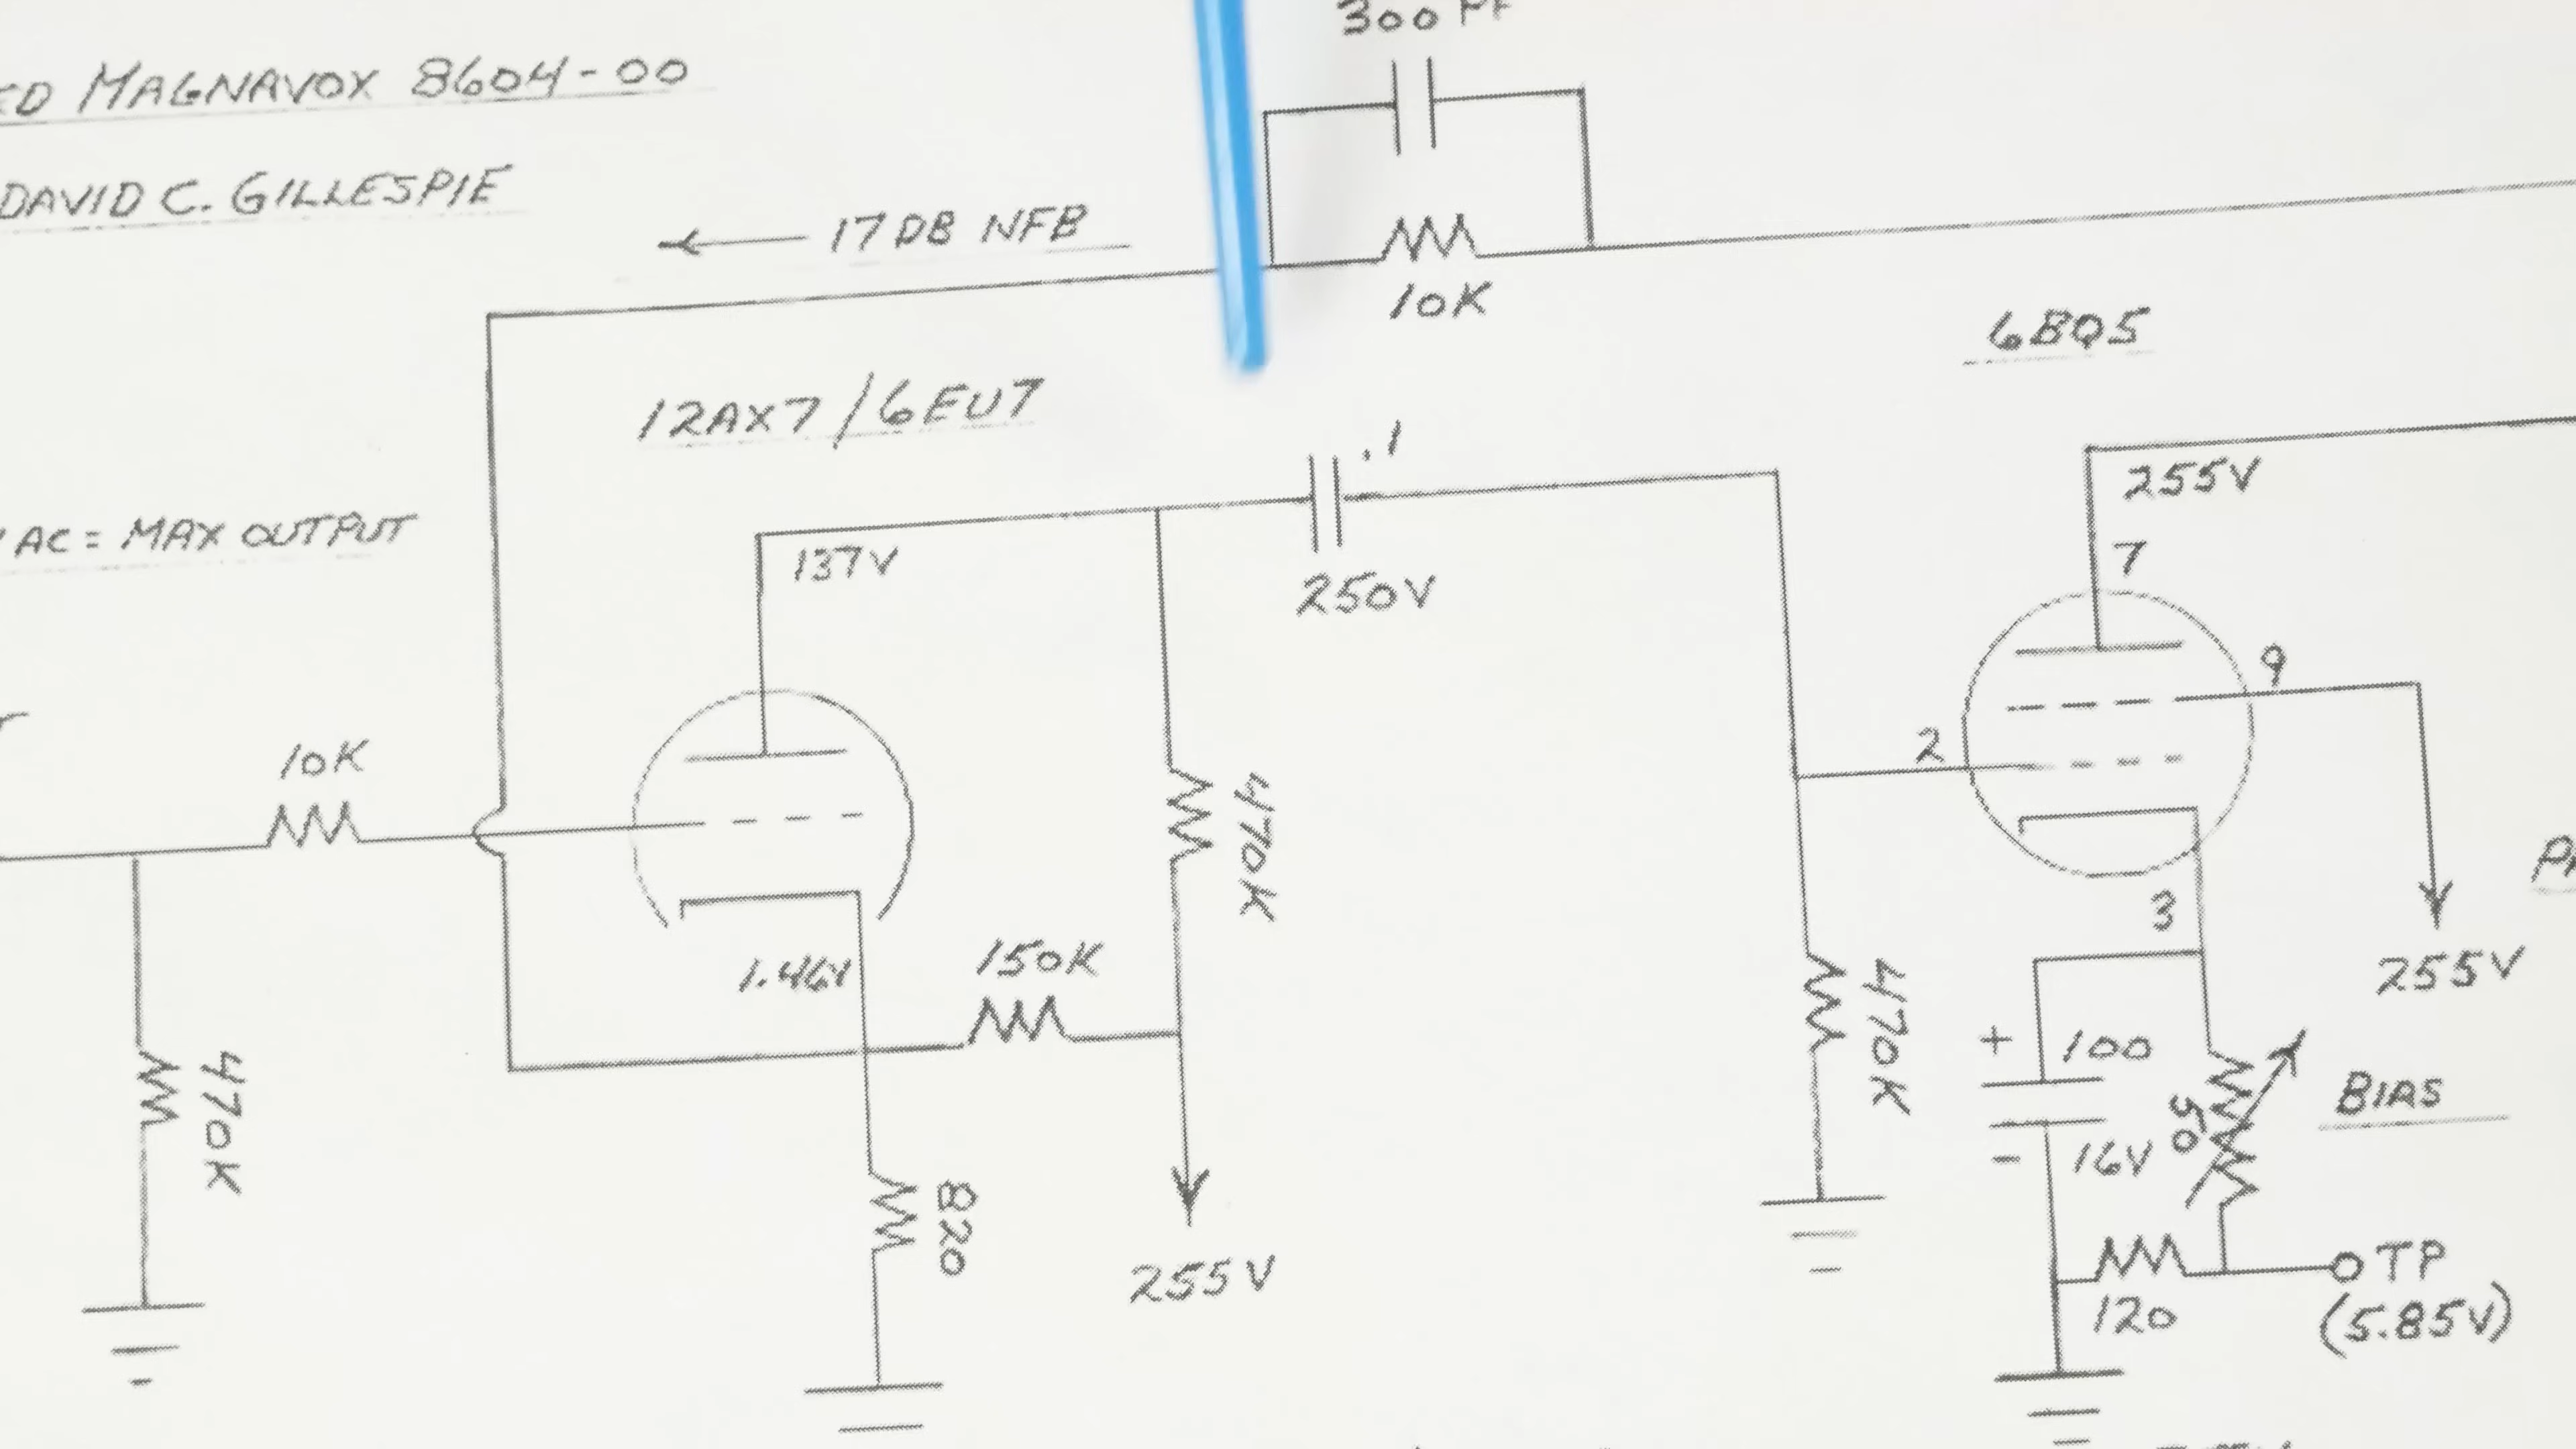 300 PF
MAGNAVOX 8604-00
DAVID C. GILLESPIE
17 DB NFB
10K
6BQ5
12AX7/6EU7
.1
255V
AC = MAX OUTPUT
137V
250V
7
9
2
10K
470K
3
1.46V
150K
255V
470K
+
100
BIAS
470K
50
16V
-
820
255V
TP
120
(5.85V)